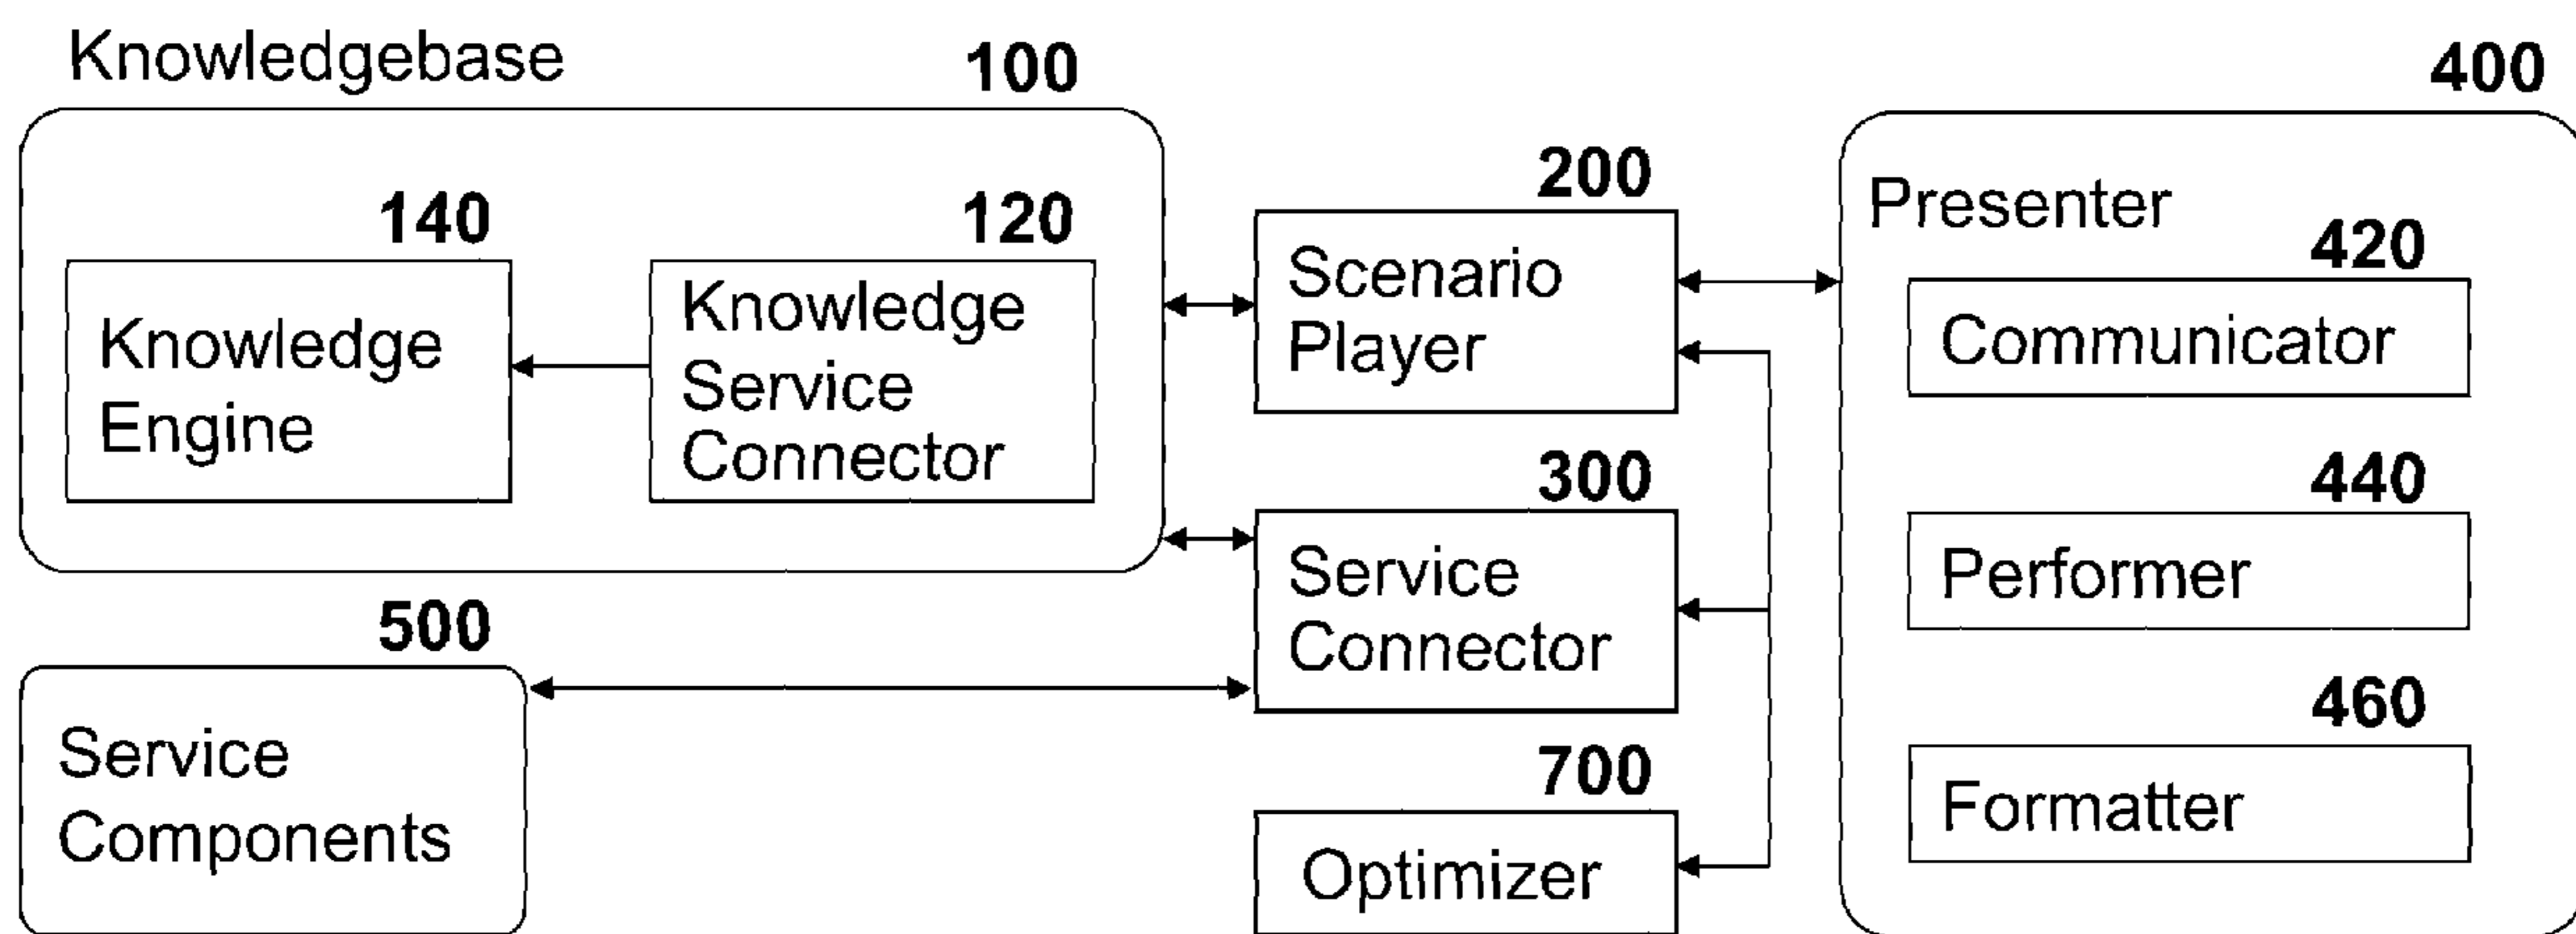 Knowledgebase
100
140
Knowledge
Engine
120
Knowledge
Service
Connector
200
Scenario
Player
300
Service
Connector
500
Service
Components
700
Optimizer
400
Presenter
420
Communicator
440
Performer
460
Formatter